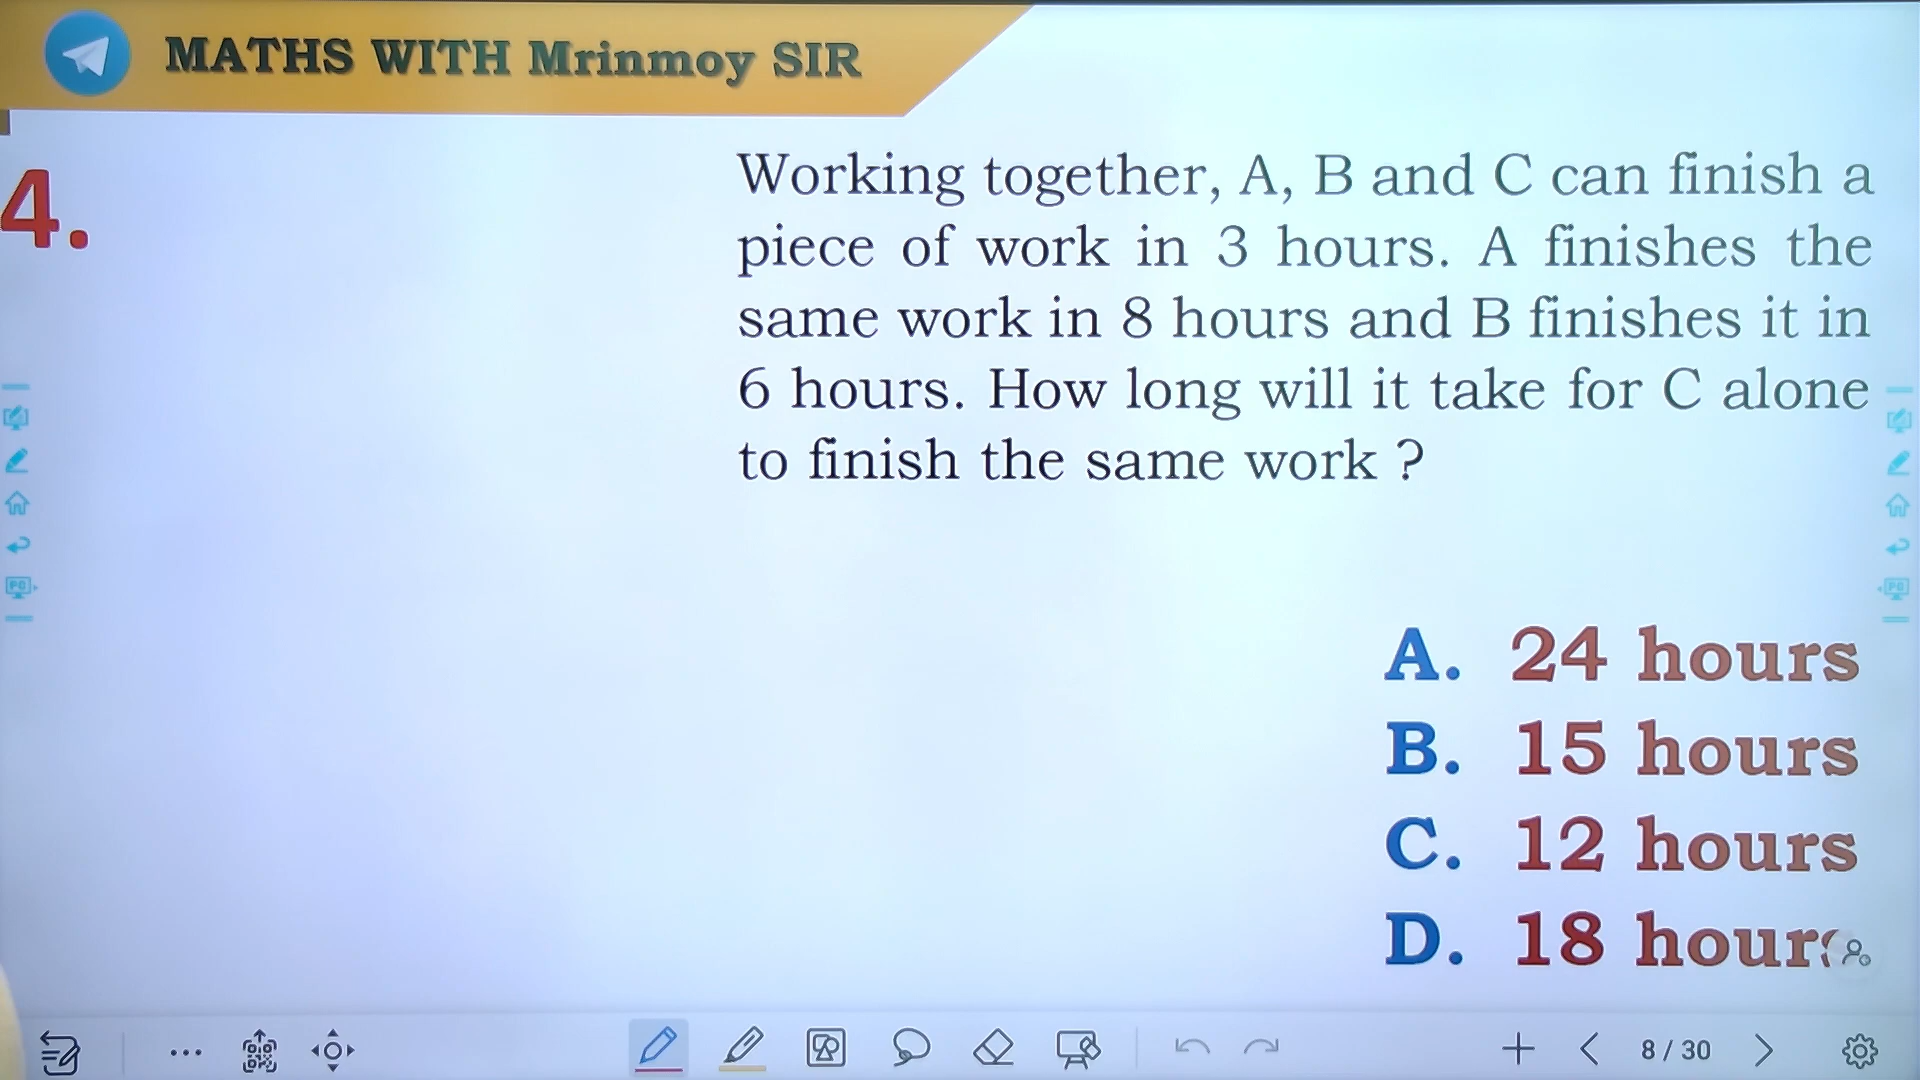 MATHS WITH Mrinmoy SIR
4.
Working together, A, B and C can finish a
piece of work in 3 hours. A finishes the
same work in 8 hours and B finishes it in
6 hours. How long will it take for C alone
to finish the same work ?
A. 24 hours
B. 15 hours
C. 12 hours
D. 18 hours
PG
PG
8 / 30